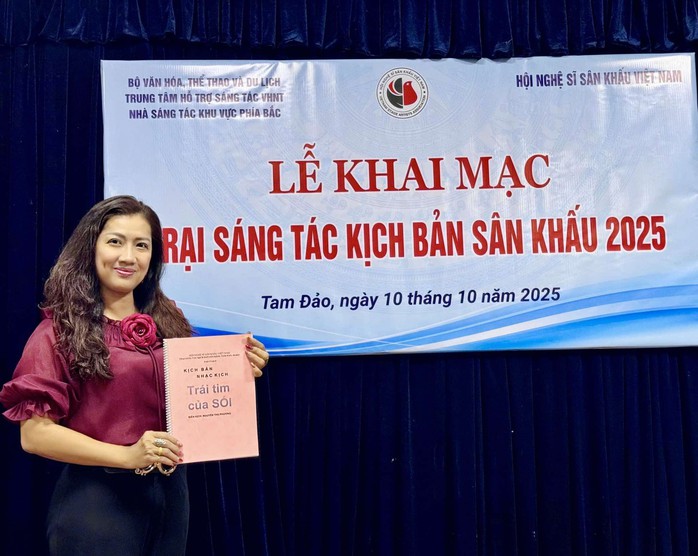 BỘ VĂN HÓA, THỂ THAO VÀ DU LỊCH
TRUNG TÂM HỖ TRỢ SÁNG TÁC VHNT
NHÀ SÁNG TÁC KHU VỰC PHÍA BẮC
HỘI NGHỆ SĨ SÂN KHẤU VIỆT NAM
LỄ KHAI MẠC
RẠI SÁNG TÁC KỊCH BẢN SÂN KHẤU 2025
Tam Đảo, ngày 10 tháng 10 năm 2025
KỊCH BẢN
NHẠC KỊCH
Trái tim
của SÓI